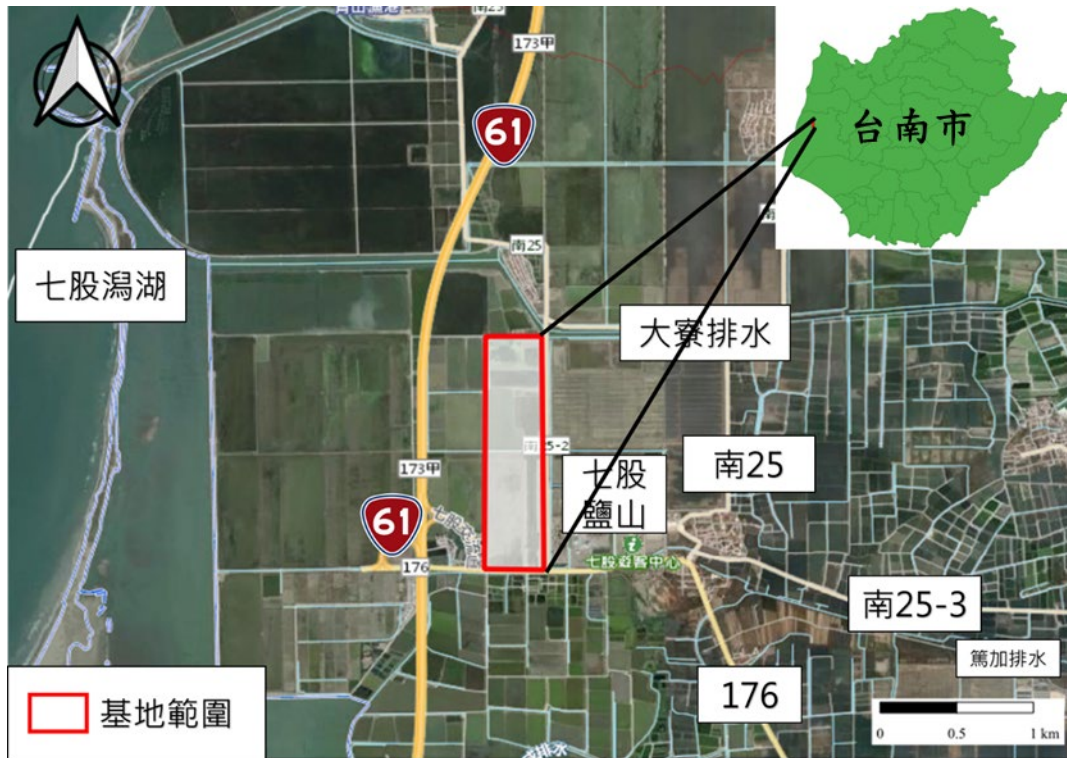 南25
173甲
61
台南市
七股潟湖
南25
大寮排水
南25-2
南25
173甲
七股
鹽山
61
七股遊客中心
176
南25-3
篤加排水
176
基地範圍
0
0.5
1 km